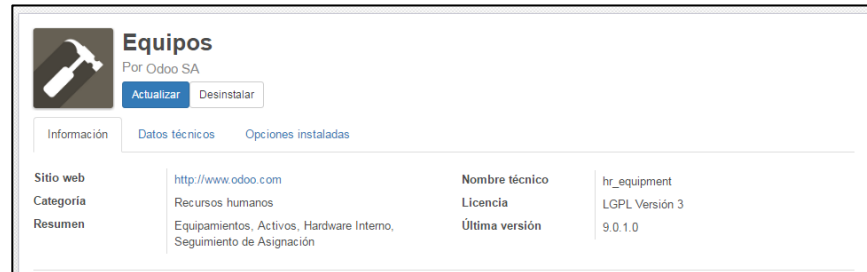 Equipos
Por Odoo SA
Actualizar Desinstalar
Información Datos técnicos Opciones instaladas
Sitio web http://www.odoo.com Nombre técnico hr_equipment
Categoría Recursos humanos Licencia LGPL Versión 3
Resumen Equipamientos, Activos, Hardware Interno, Última versión 9.0.1.0
Seguimiento de Asignación